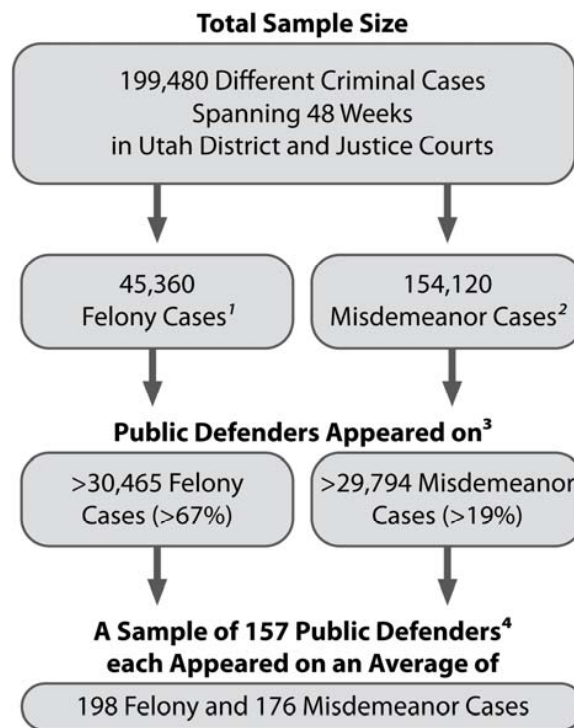 Total Sample Size
199,480 Different Criminal Cases
Spanning 48 Weeks
in Utah District and Justice Courts
45,360
Felony Cases¹
154,120
Misdemeanor Cases²
Public Defenders Appeared on³
>30,465 Felony
Cases (>67%)
>29,794 Misdemeanor
Cases (>19%)
A Sample of 157 Public Defenders⁴
each Appeared on an Average of
198 Felony and 176 Misdemeanor Cases